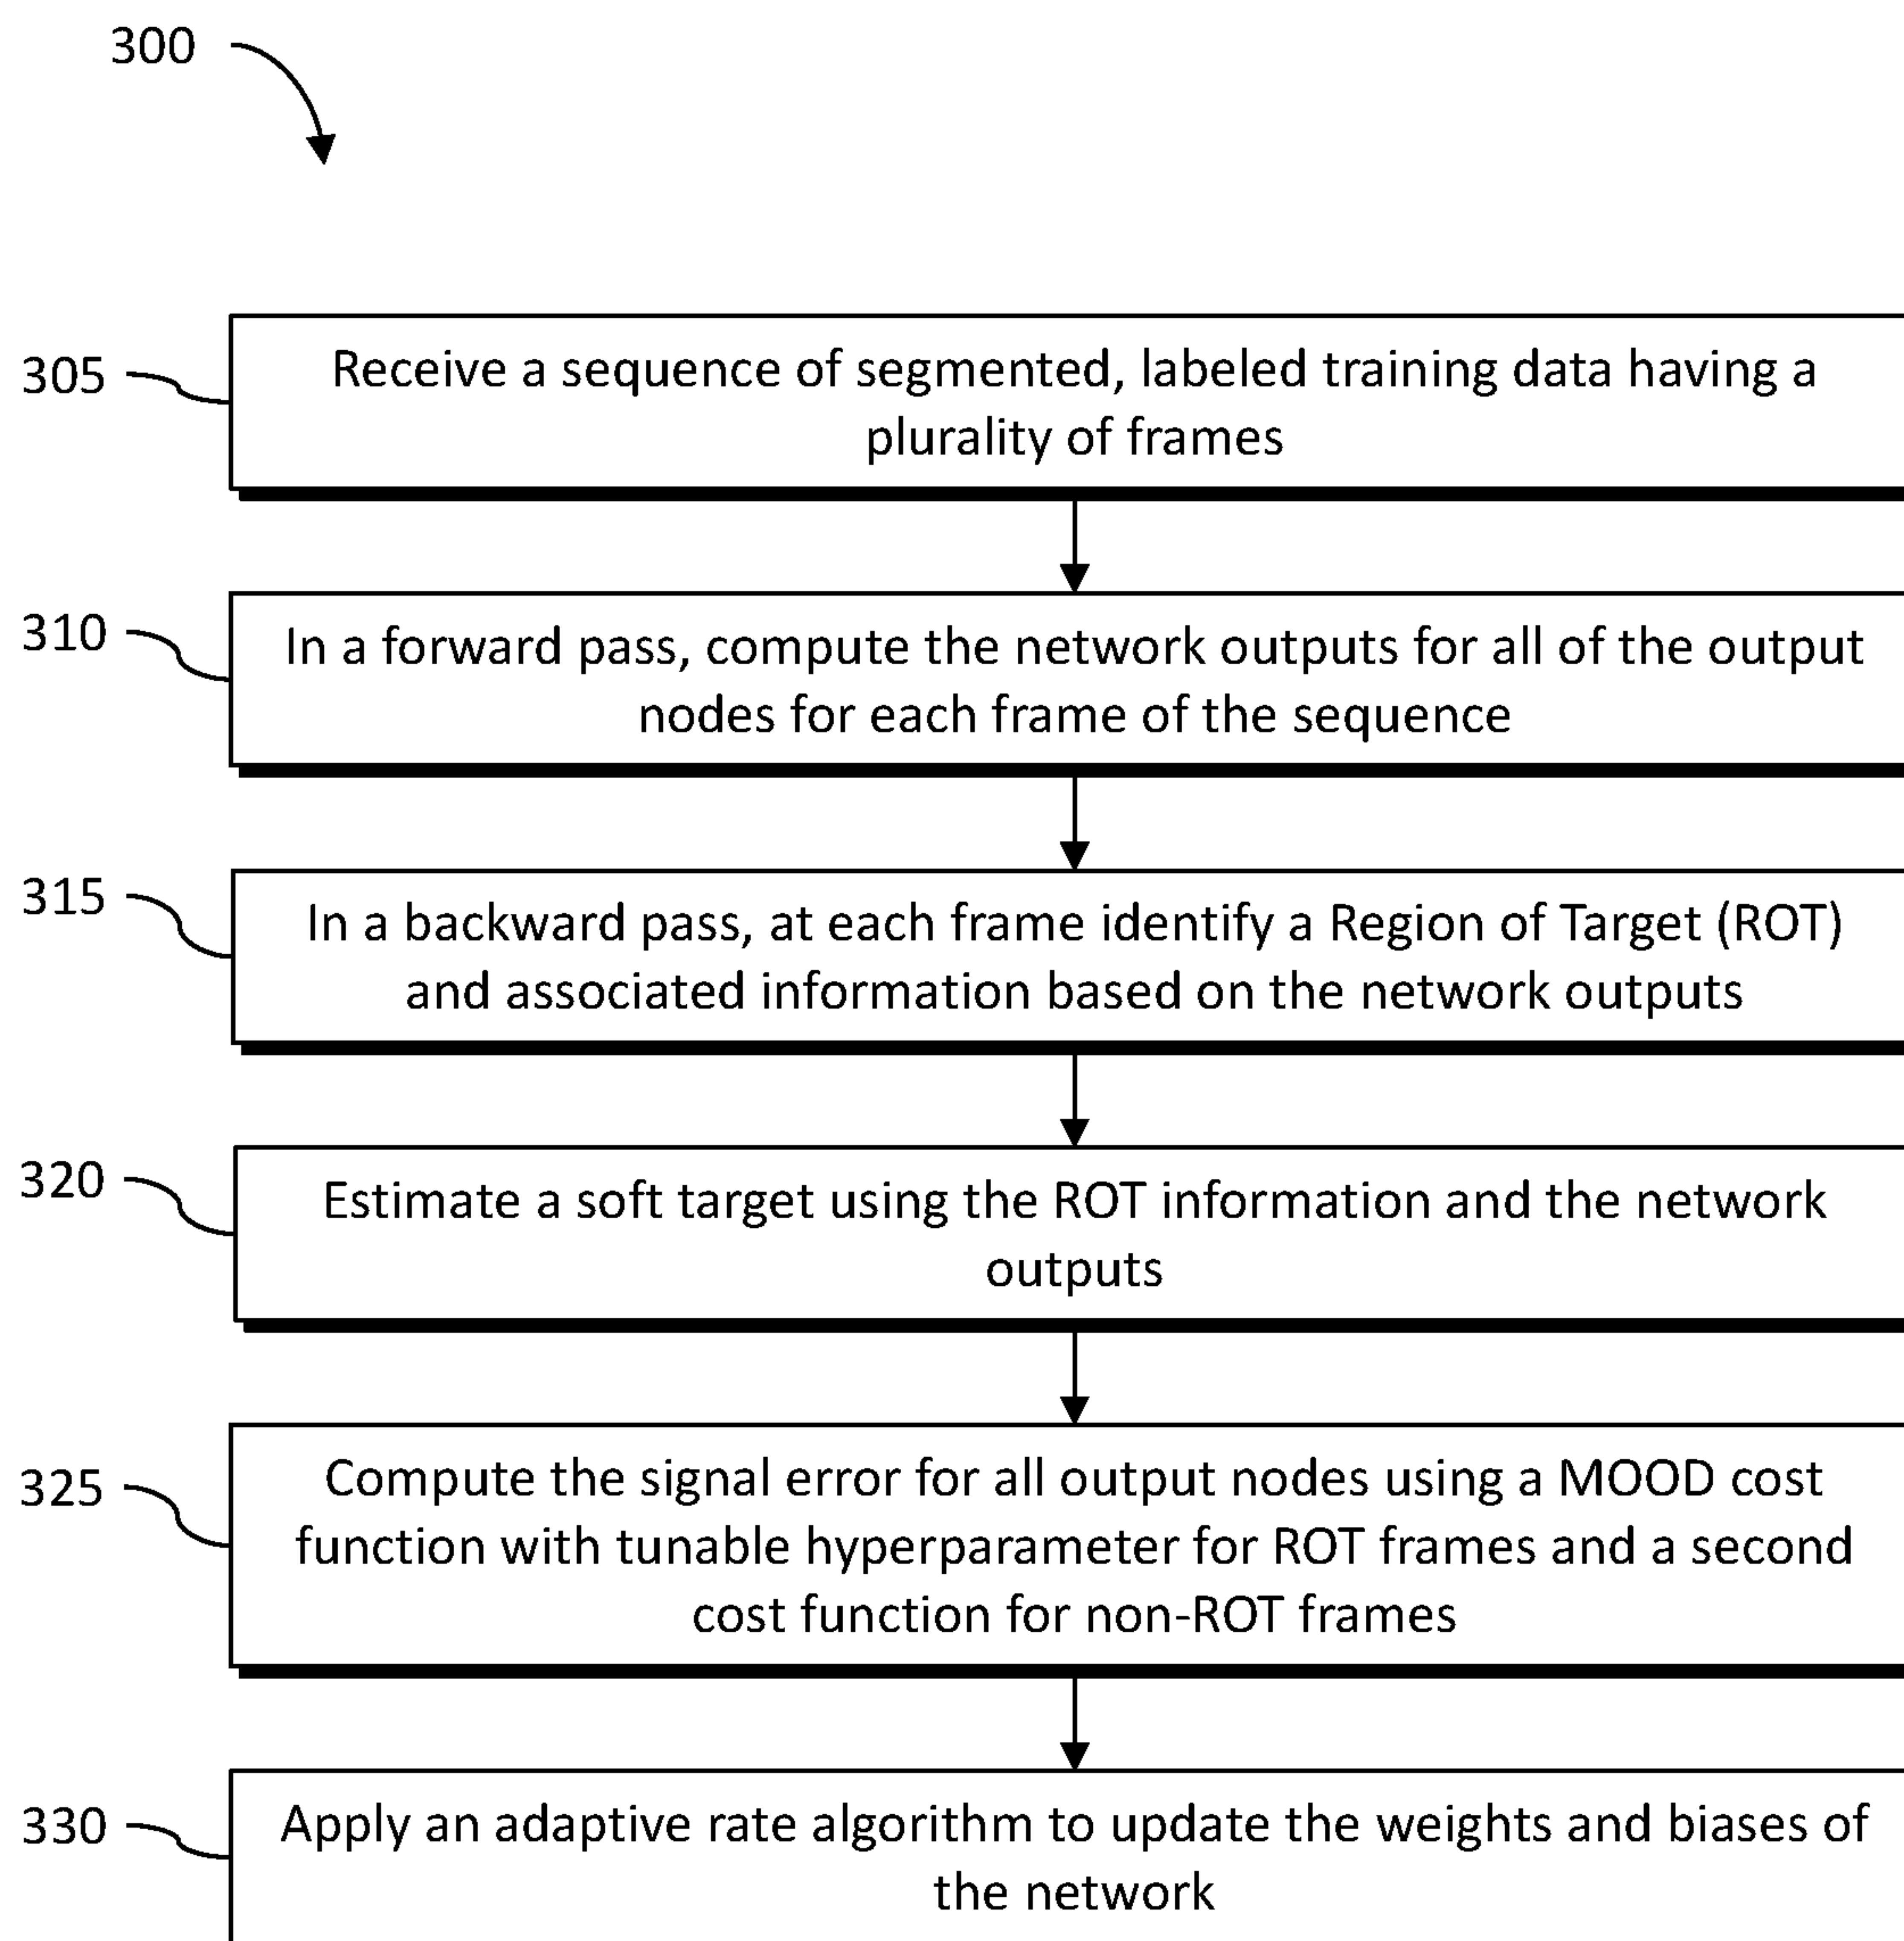 300
305
Receive a sequence of segmented, labeled training data having a
plurality of frames
310
In a forward pass, compute the network outputs for all of the output
nodes for each frame of the sequence
315
In a backward pass, at each frame identify a Region of Target (ROT)
and associated information based on the network outputs
320
Estimate a soft target using the ROT information and the network
outputs
325
Compute the signal error for all output nodes using a MOOD cost
function with tunable hyperparameter for ROT frames and a second
cost function for non-ROT frames
330
Apply an adaptive rate algorithm to update the weights and biases of
the network